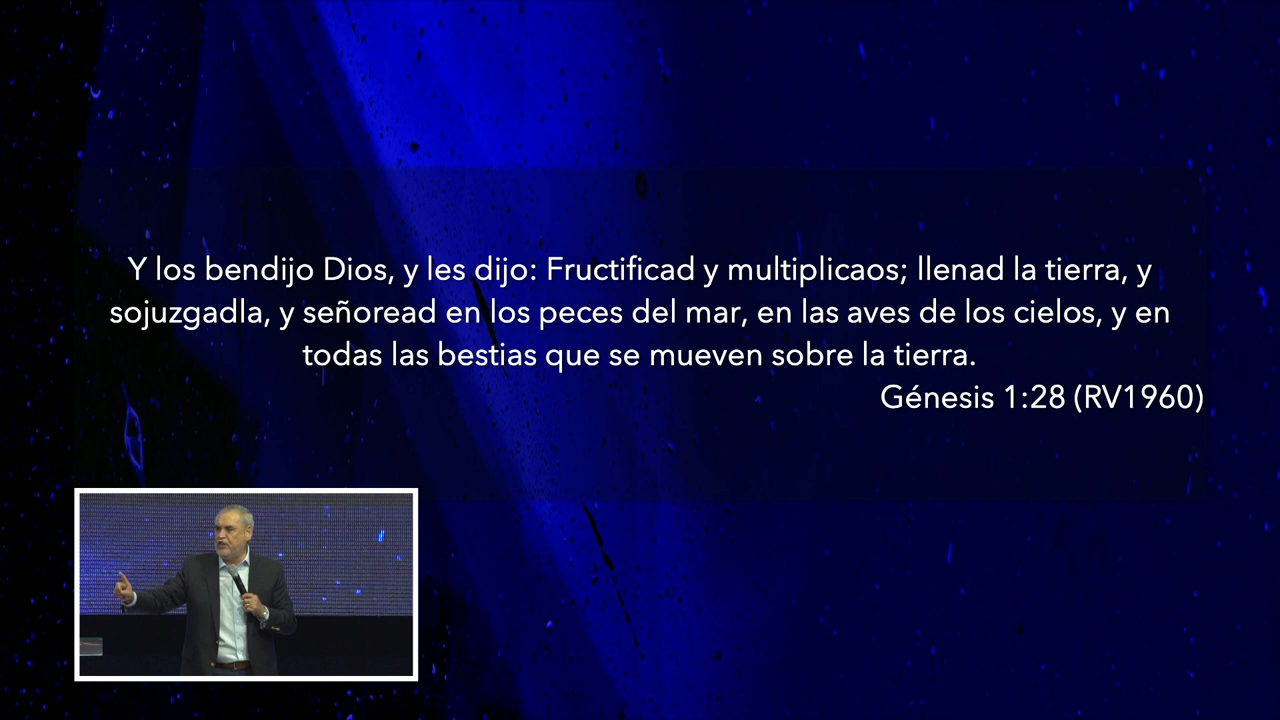 Y los bendijo Dios, y les dijo: Fructificad y multiplicaos; llenad la tierra, y
sojuzgadla, y señoread en los peces del mar, en las aves de los cielos, y en
todas las bestias que se mueven sobre la tierra.
Génesis 1:28 (RV1960)